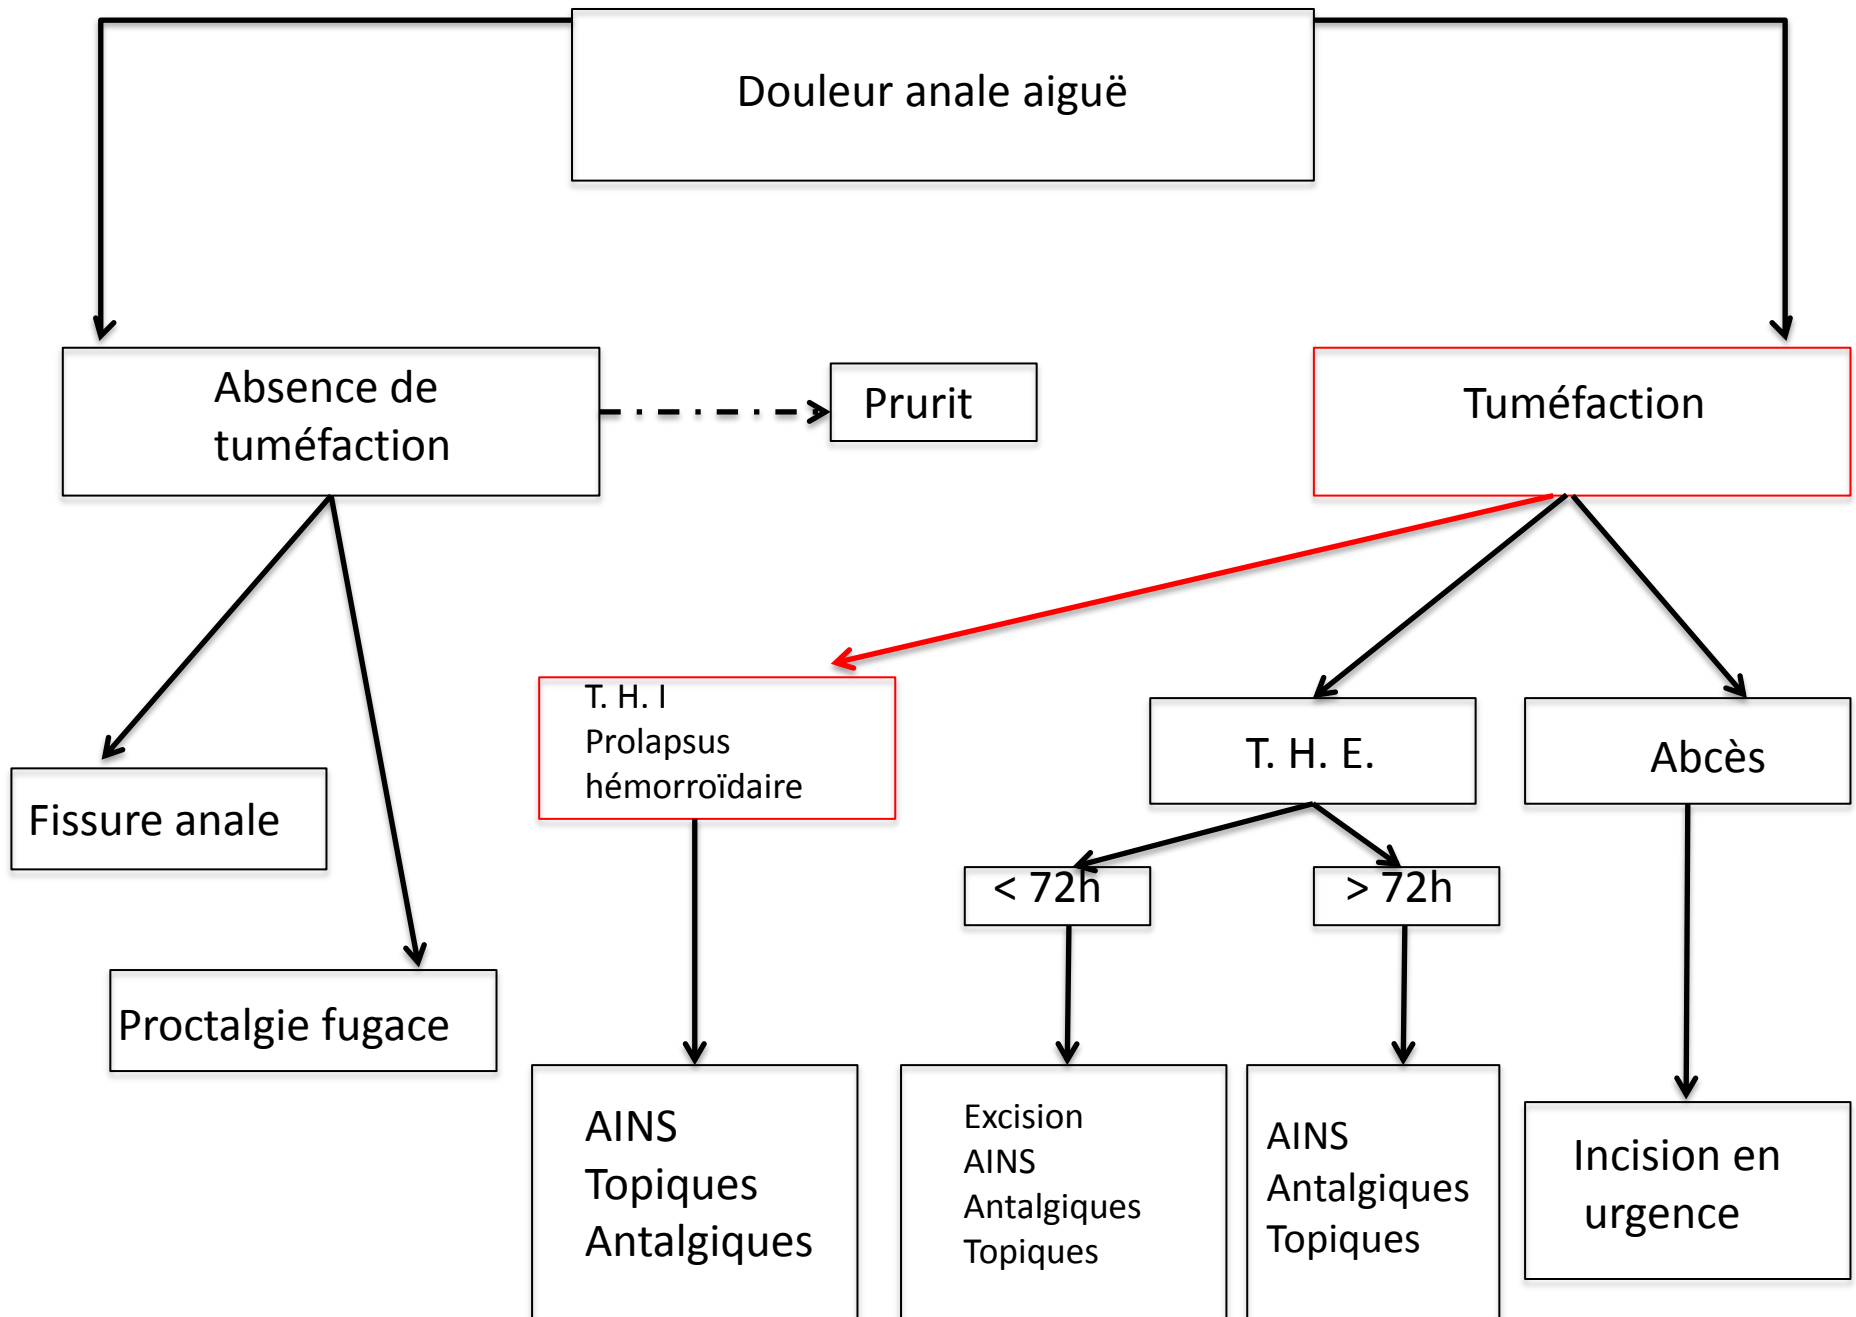 Douleur anale aiguë
Absence de
tuméfaction
Prurit
Tuméfaction
T. H. I
Prolapsus
hémorroïdaire
T. H. E.
Abcès
Fissure anale
< 72h
> 72h
Proctalgie fugace
AINS
Topiques
Antalgiques
Excision
AINS
Antalgiques
Topiques
AINS
Antalgiques
Topiques
Incision en
urgence